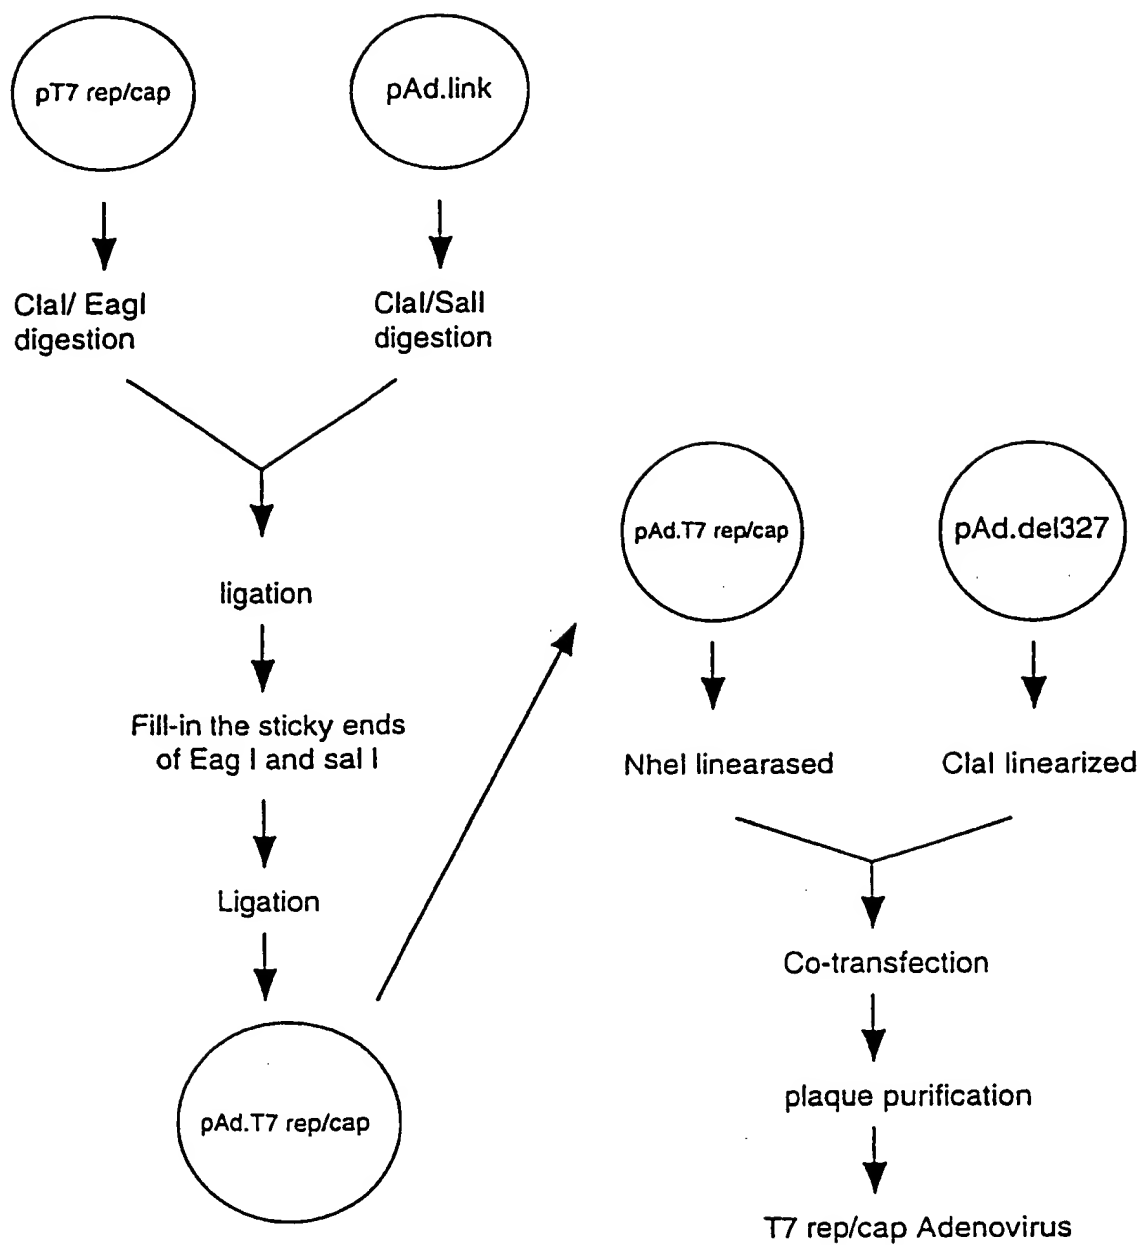 pT7 rep/cap
pAd.link
ClaI/ EagI
digestion
ClaI/SalI
digestion
ligation
Fill-in the sticky ends
of Eag I and sal I
Ligation
pAd.T7 rep/cap
pAd.T7 rep/cap
pAd.del327
NheI linearased
ClaI linearized
Co-transfection
plaque purification
T7 rep/cap Adenovirus